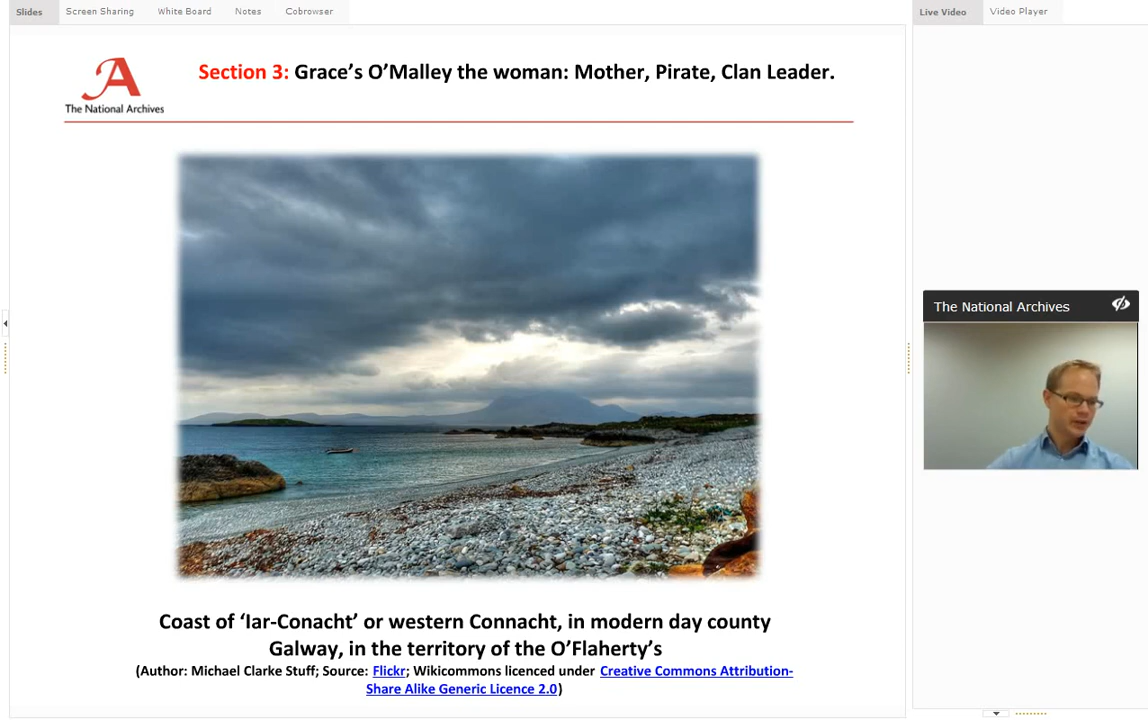 Slides Screen Sharing White Board Notes Cobrowser
Live Video Video Player
Section 3: Grace’s O’Malley the woman: Mother, Pirate, Clan Leader.
A
The National Archives
The National Archives
Coast of ‘Iar-Conacht’ or western Connacht, in modern day county
Galway, in the territory of the O’Flaherty’s
(Author: Michael Clarke Stuff; Source: Flickr; Wikicommons licenced under Creative Commons Attribution-
Share Alike Generic Licence 2.0)